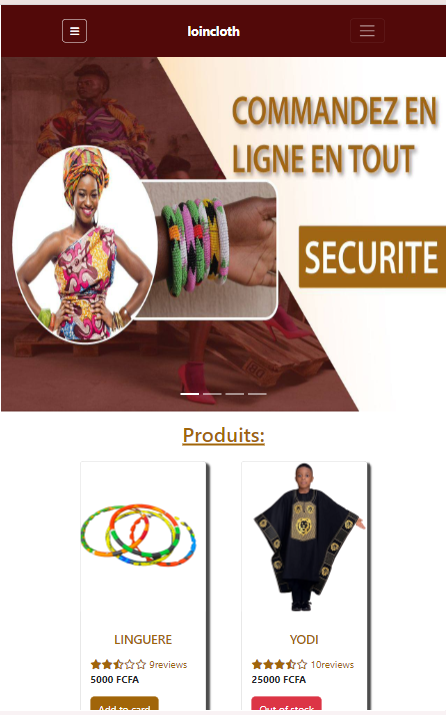 loincloth
COMMANDEZ EN
LIGNE EN TOUT
SECURITE
Produits:
LINGUERE
9reviews
5000 FCFA
Add to card
YODI
10reviews
25000 FCFA
Out of stock